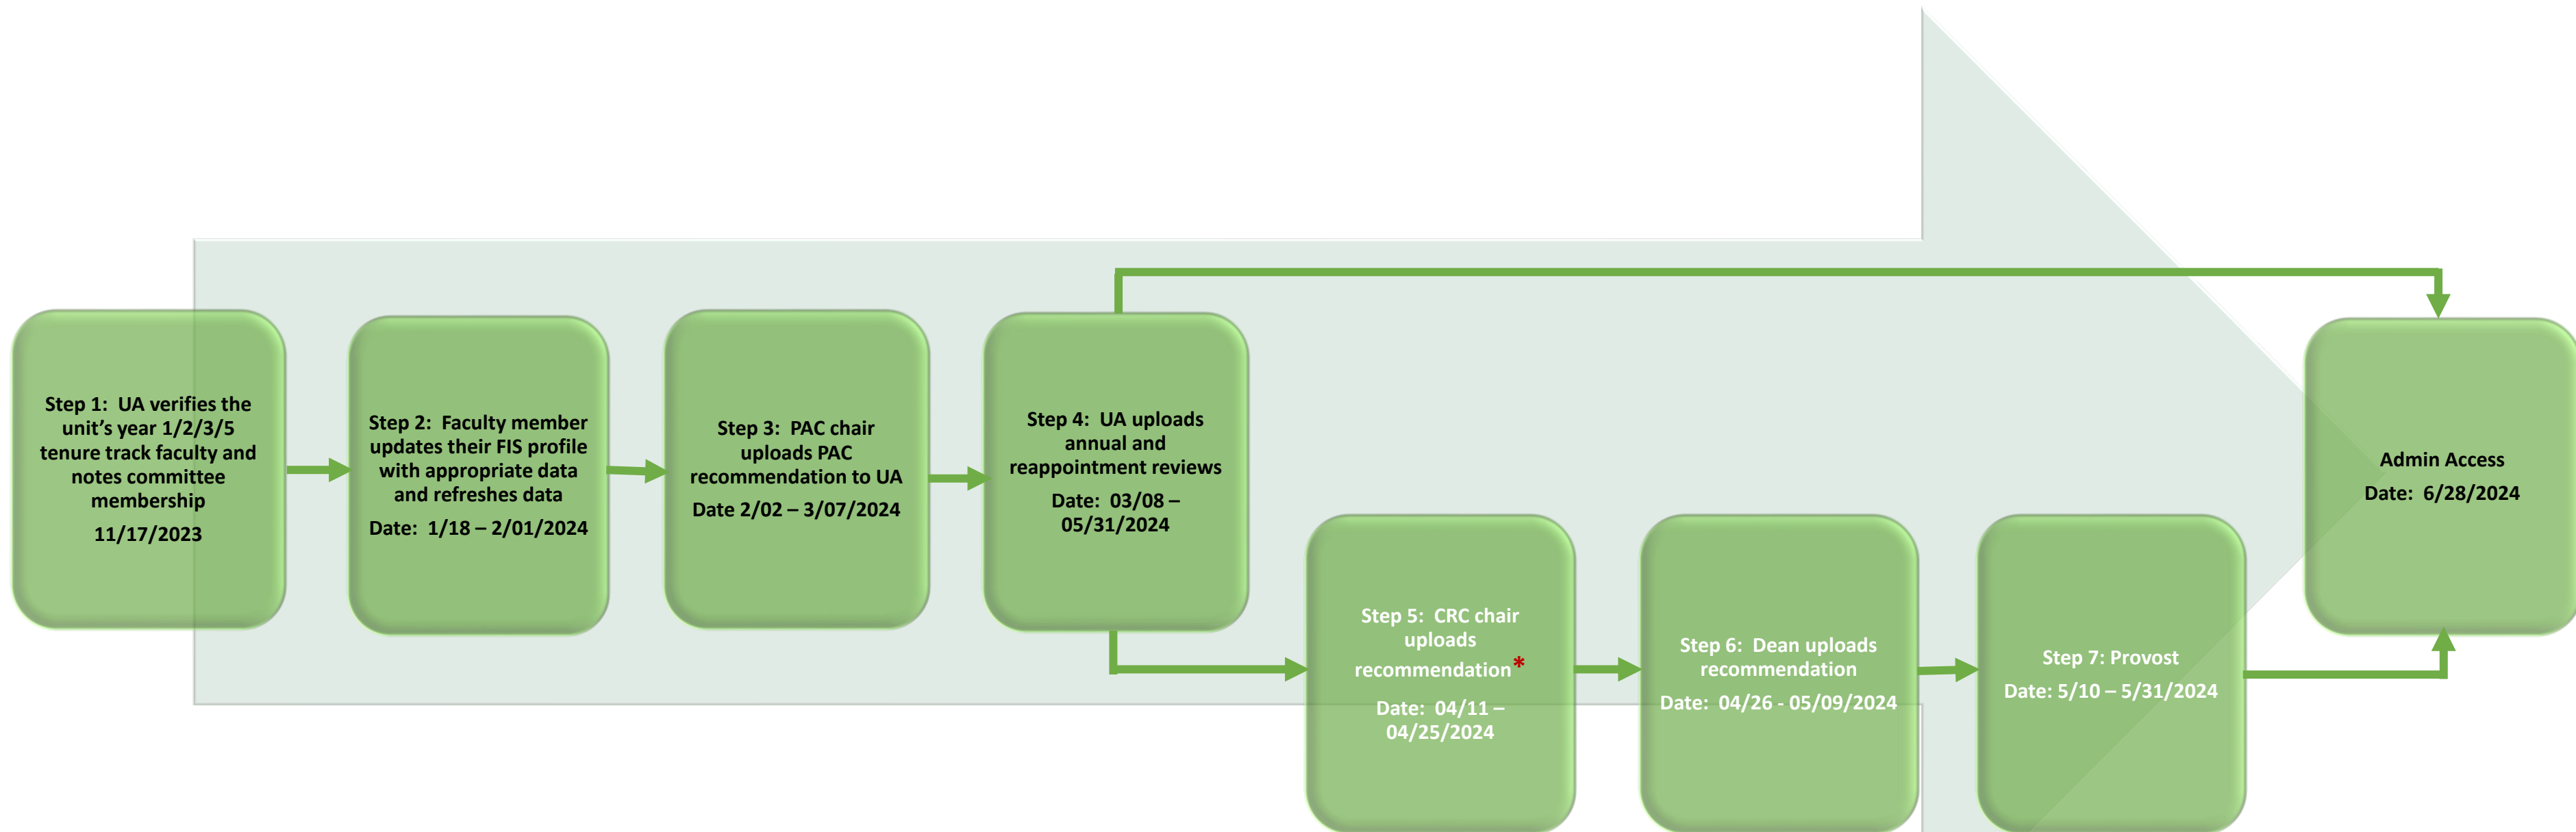 Step 1:  UA verifies the
unit’s year 1/2/3/5
tenure track faculty and
notes committee
membership
11/17/2023
Step 2:  Faculty member
updates their FIS profile
with appropriate data
and refreshes data
Date:  1/18 – 2/01/2024
Step 3:  PAC chair
uploads PAC
recommendation to UA
Date 2/02 – 3/07/2024
Step 4:  UA uploads
annual and
reappointment reviews
Date:  03/08 –
05/31/2024
Step 5:  CRC chair
uploads
recommendation*
Date:  04/11 –
04/25/2024
Step 6:  Dean uploads
recommendation
Date:  04/26 - 05/09/2024
Step 7: Provost
Date: 5/10 – 5/31/2024
Admin Access
Date:  6/28/2024